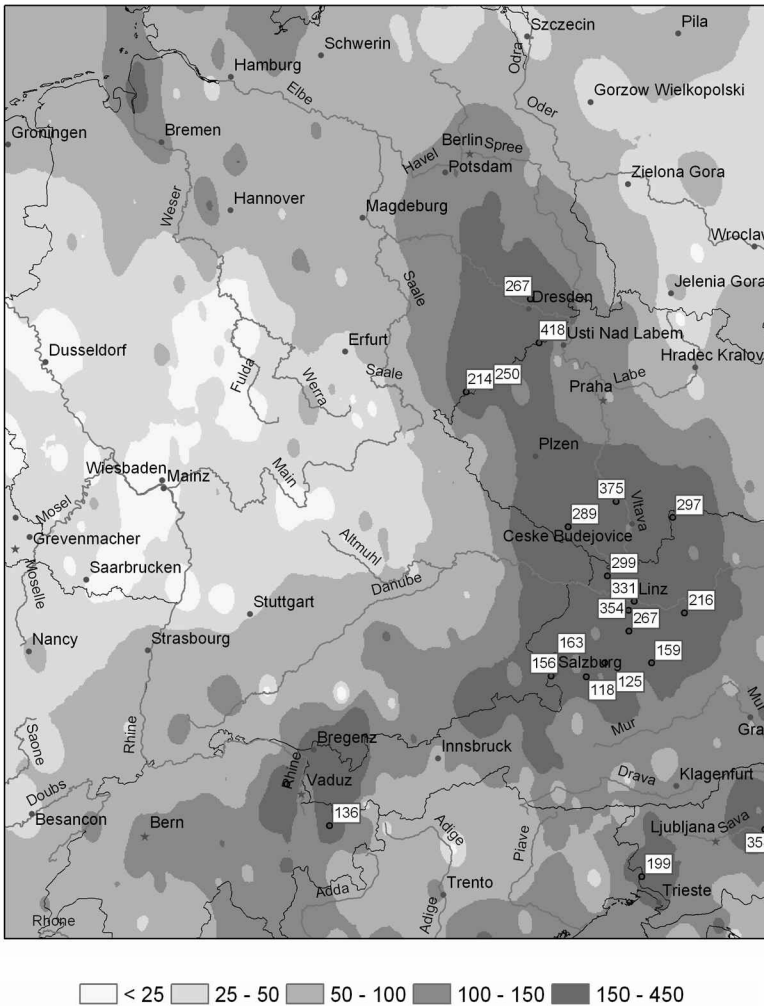 Szczecin
Pila
Schwerin
Odra
Hamburg
Elbe
Gorzow Wielkopolski
Oder
Groningen
Bremen
Berlin
Spree
Havel
Potsdam
Zielona Gora
Weser
Hannover
Magdeburg
Wroclaw
Saale
Jelenia Gora
267
Dresden
418
Usti Nad Labem
Dusseldorf
Erfurt
Hradec Kralov
Fulda
Werra
Saale
214
250
Labe
Praha
Plzen
Wiesbaden
Mainz
Main
Mosel
375
Vltava
297
289
Grevenmacher
Altmuhl
Ceske Budejovice
Saarbrucken
Moselle
Danube
299
331
Linz
Stuttgart
354
267
216
Nancy
Strasbourg
163
156
Salzburg
159
125
118
Mur
Saone
Rhine
Bregenz
Innsbruck
Mur
Gra
Rhine
Vaduz
Drava
Klagenfurt
Doubs
Besancon
Bern
136
Adige
Piave
Ljubljana
Sava
35
Adda
Trento
199
Trieste
Rhone
Adige
< 25
25 - 50
50 - 100
100 - 150
150 - 450